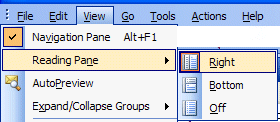 File Edit View Go Tools Actions Help
Navigation Pane Alt+F1
Reading Pane
Right
AutoPreview
Bottom
Expand/Collapse Groups
Off